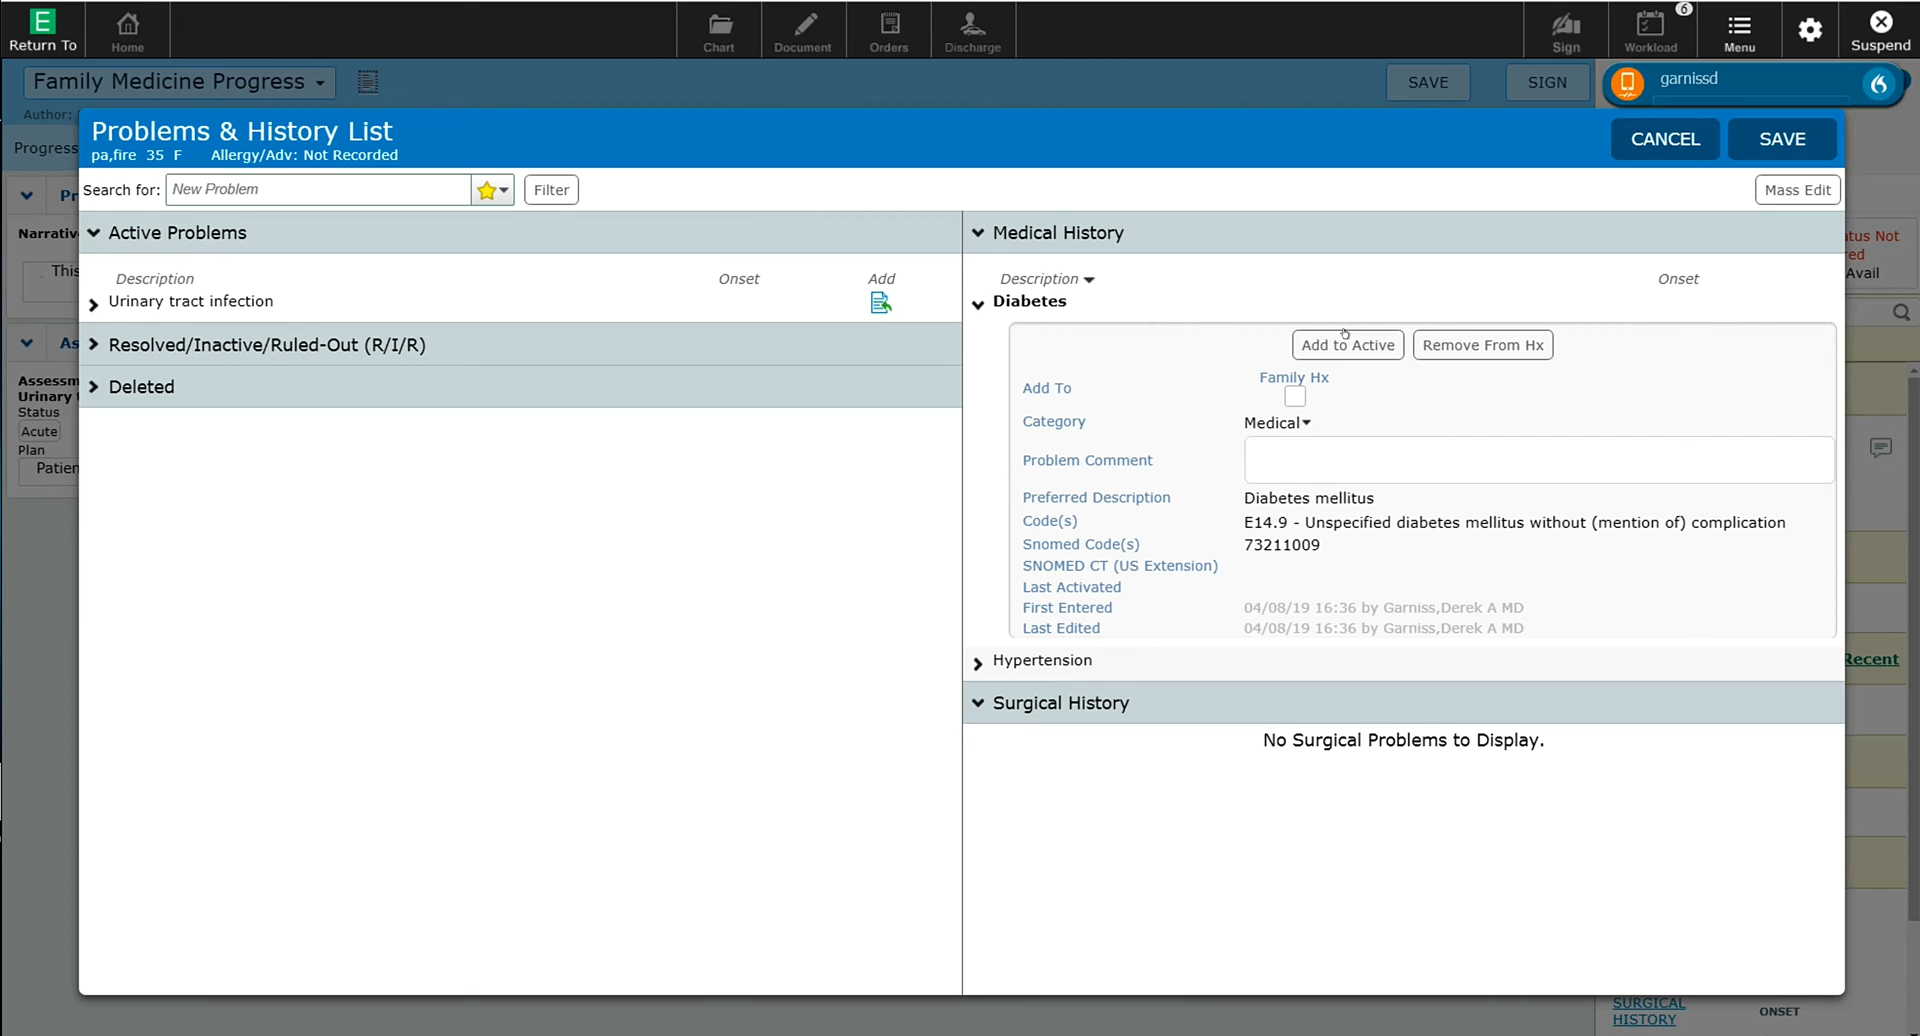 E
Return To
Home
Chart
Document
Orders
Discharge
Sign
6
Workload
Menu
Suspend
Family Medicine Progress
SAVE
SIGN
garnissd
Author:
Progress
Problems & History List
pa,fire 35 F Allergy/Adv: Not Recorded
CANCEL
SAVE
Search for:
New Problem
Filter
Mass Edit
Active Problems
Description Onset Add
Urinary tract infection
Resolved/Inactive/Ruled-Out (R/I/R)
Deleted
Medical History
Description Onset
Diabetes
Add to Active
Remove From Hx
Add To Family Hx
Category Medical
Problem Comment
Preferred Description Diabetes mellitus
Code(s) E14.9 - Unspecified diabetes mellitus without (mention of) complication
Snomed Code(s) 73211009
SNOMED CT (US Extension)
Last Activated
First Entered 04/08/19 16:36 by Garniss,Derek A MD
Last Edited 04/08/19 16:36 by Garniss,Derek A MD
Hypertension
Surgical History
No Surgical Problems to Display.
Pr
Narrativ
This
As
Assessm
Urinary t
Status
Acute
Plan
Patien
atus Not
ed
Avail
Recent
SURGICAL
HISTORY
ONSET